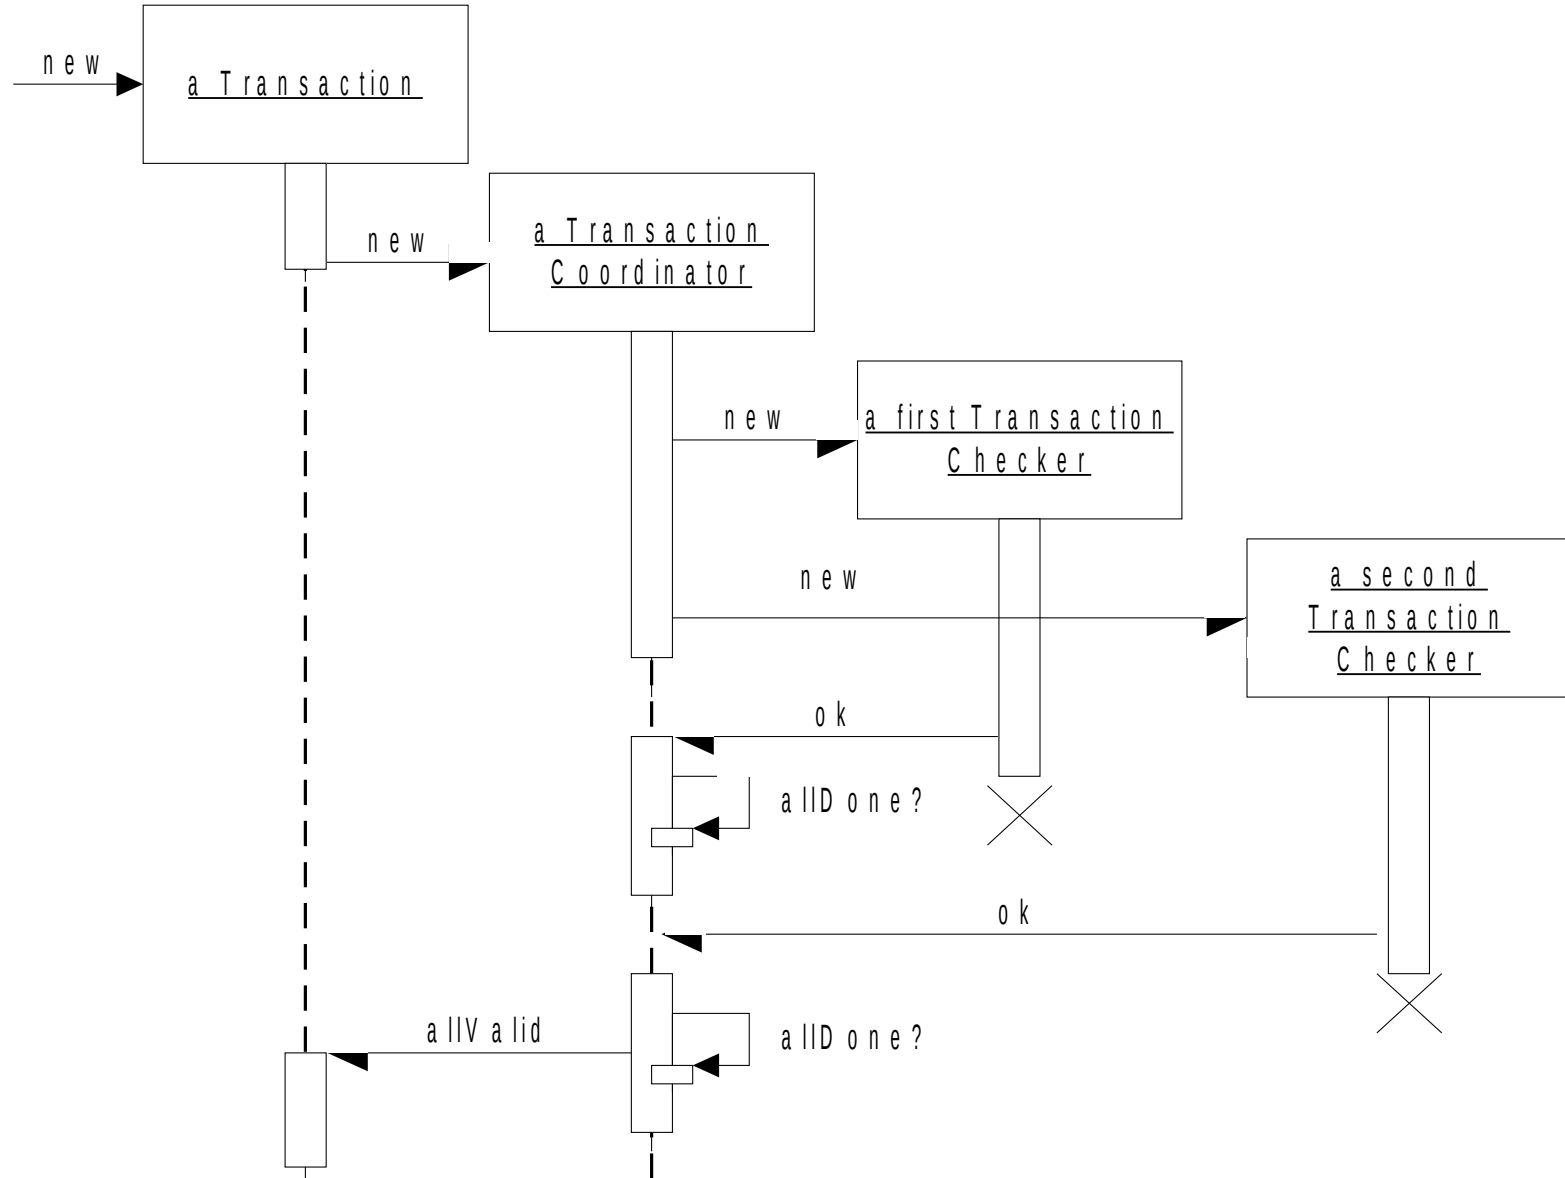 new
a Transaction
new
a Transaction
Coordinator
new
a first Transaction
Checker
new
a second
Transaction
Checker
ok
allDone?
ok
allValid
allDone?